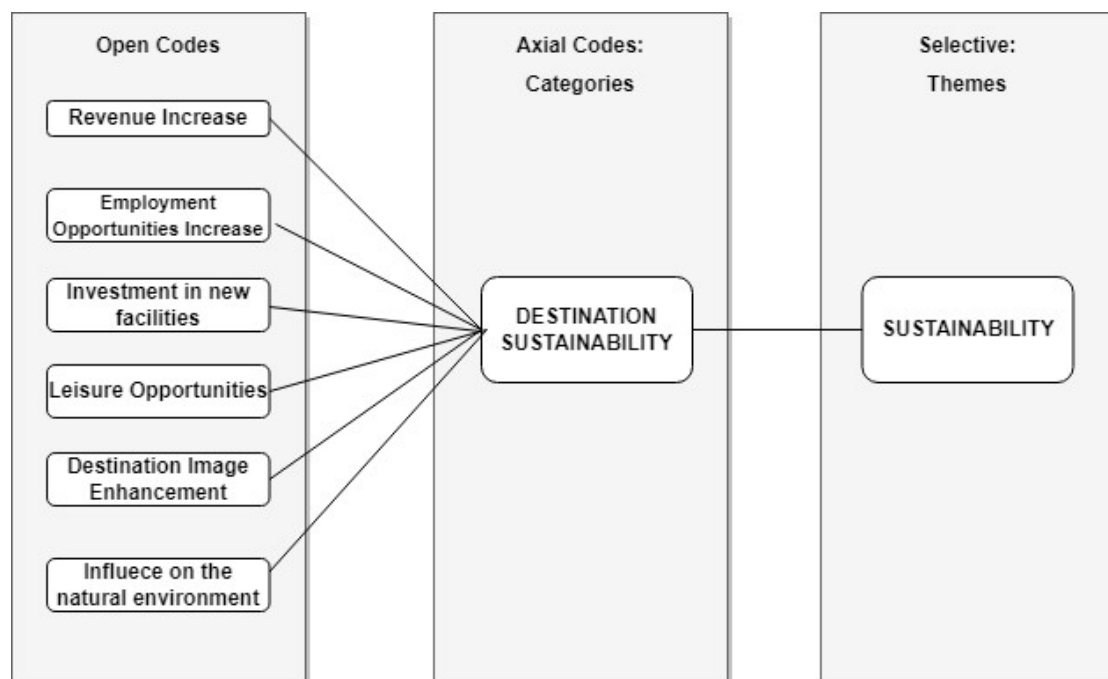 Open Codes
Revenue Increase
Employment
Opportunities Increase
Investment in new
facilities
Leisure Opportunities
Destination Image
Enhancement
Influece on the
natural environment
Axial Codes:
Categories
DESTINATION
SUSTAINABILITY
Selective:
Themes
SUSTAINABILITY